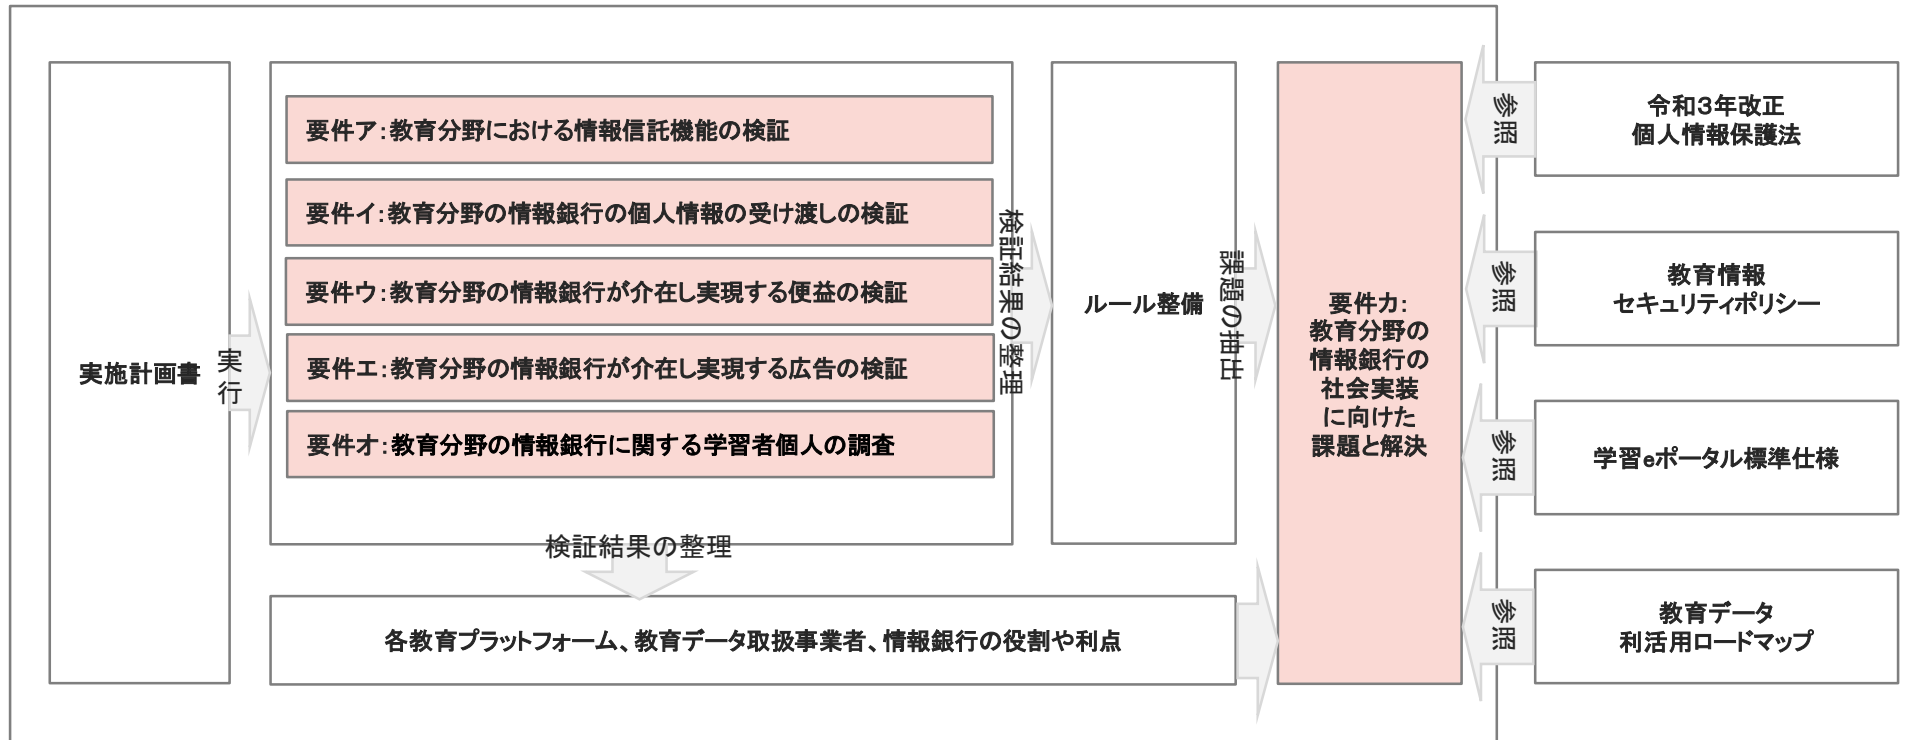 実施計画書
実
行
要件ア:教育分野における情報信託機能の検証
要件イ:教育分野の情報銀行の個人情報の受け渡しの検証
要件ウ:教育分野の情報銀行が介在し実現する便益の検証
要件エ:教育分野の情報銀行が介在し実現する広告の検証
要件オ:教育分野の情報銀行に関する学習者個人の調査
検証結果の整理
ルール整備
課題の抽出
要件カ:
教育分野の
情報銀行の
社会実装
に向けた
課題と解決
検証結果の整理
各教育プラットフォーム、教育データ取扱事業者、情報銀行の役割や利点
参照
令和3年改正
個人情報保護法
参照
教育情報
セキュリティポリシー
参照
学習eポータル標準仕様
参照
教育データ
利活用ロードマップ